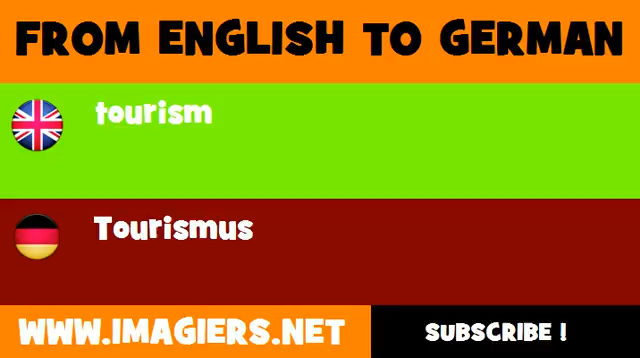 FROM ENGLISH TO GERMAN
tourism
Tourismus
WWW.IMAGIERS.NET
SUBSCRIBE !